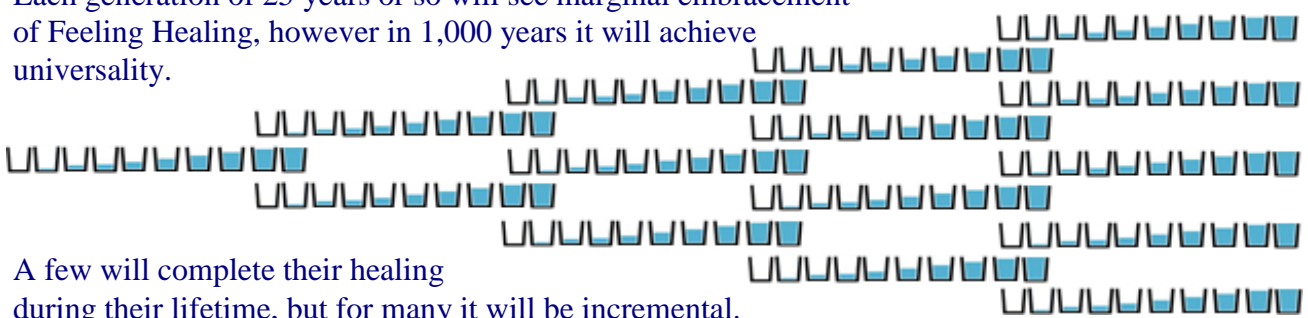 Each generation of 25 years or so will see marginal embracement
of Feeling Healing, however in 1,000 years it will achieve
universality.
A few will complete their healing
during their lifetime, but for many it will be incremental.